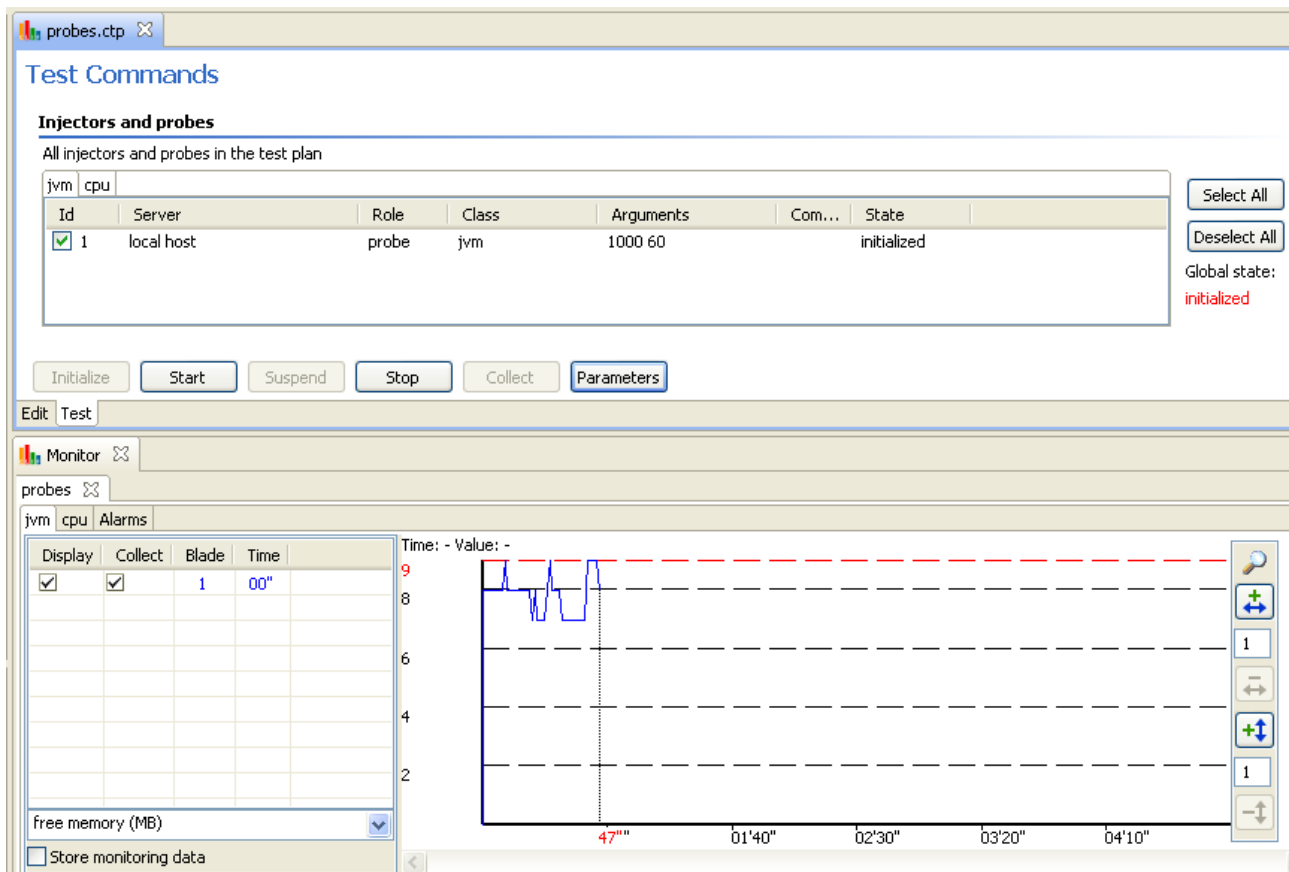 probes.ctp
Test Commands
Injectors and probes
All injectors and probes in the test plan
jvm cpu
Id Server Role Class Arguments Com... State
1 local host probe jvm 1000 60 initialized
Select All
Deselect All
Global state:
initialized
Initialize Start Suspend Stop Collect Parameters
Edit Test
Monitor
probes
jvm cpu Alarms
Display Collect Blade Time
1 00"
free memory (MB)
Store monitoring data
Time: - Value: -
9
8
6
4
2
47"" 01'40" 02'30" 03'20" 04'10"
1
1